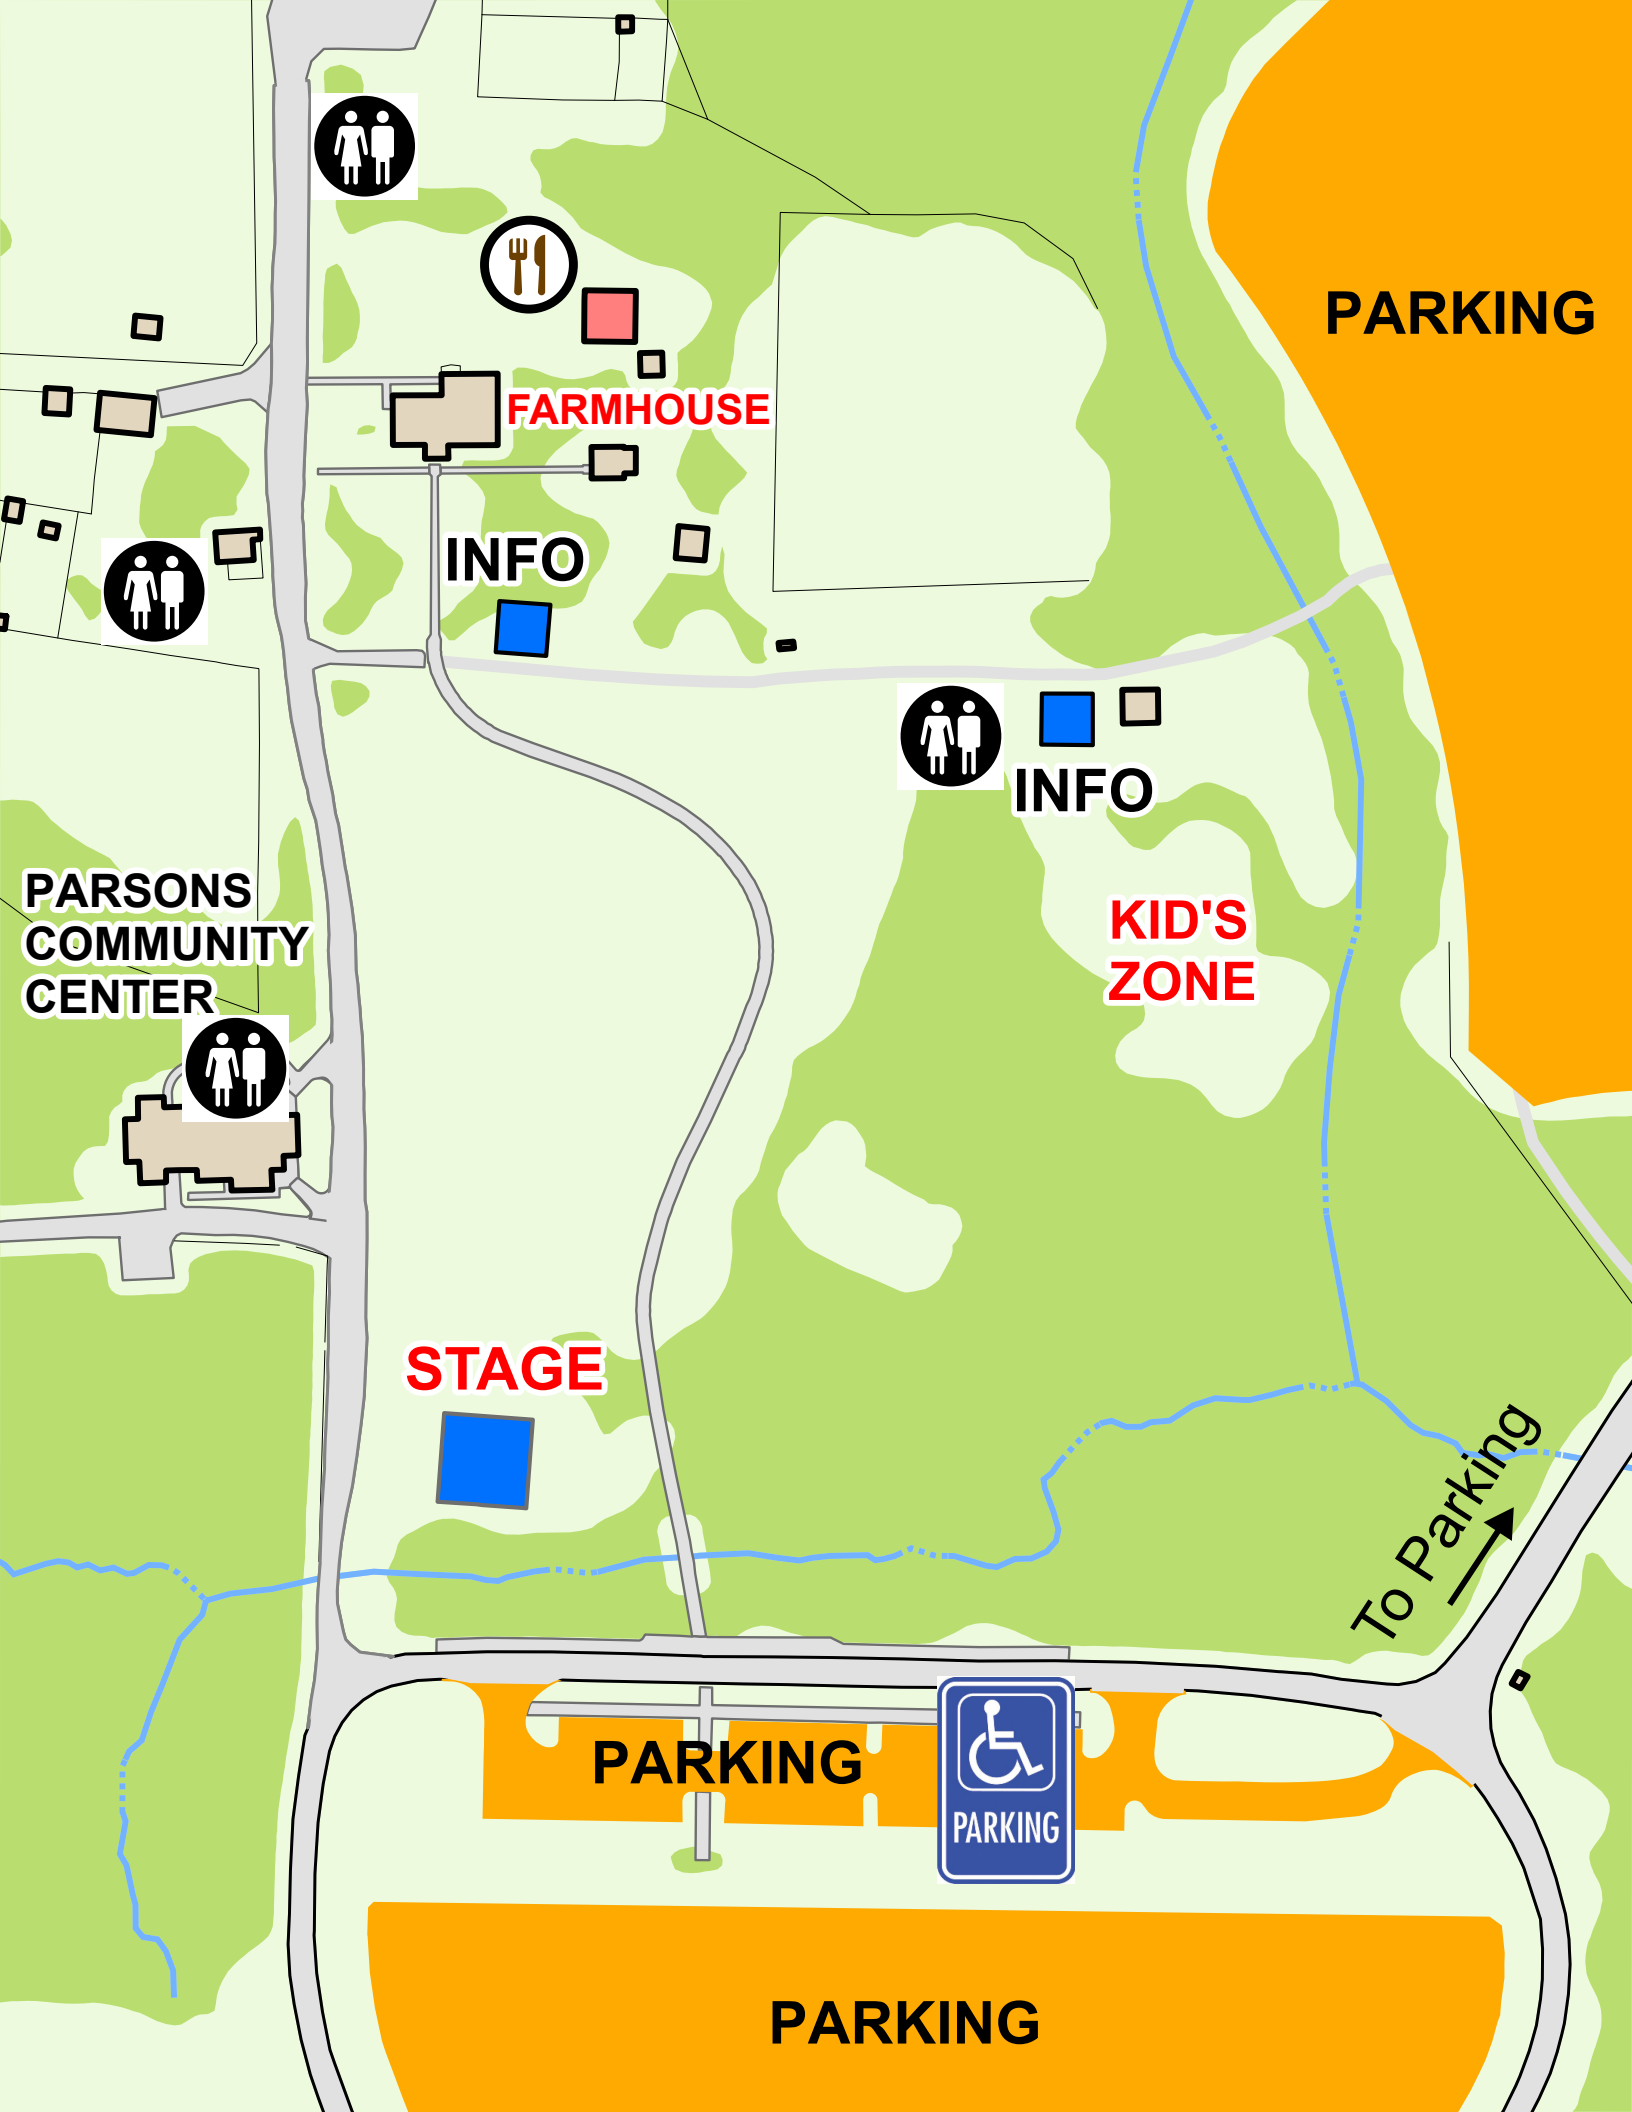 PARKING
FARMHOUSE
INFO
INFO
PARSONS
COMMUNITY
CENTER
KID'S
ZONE
STAGE
To Parking
PARKING
PARKING
PARKING